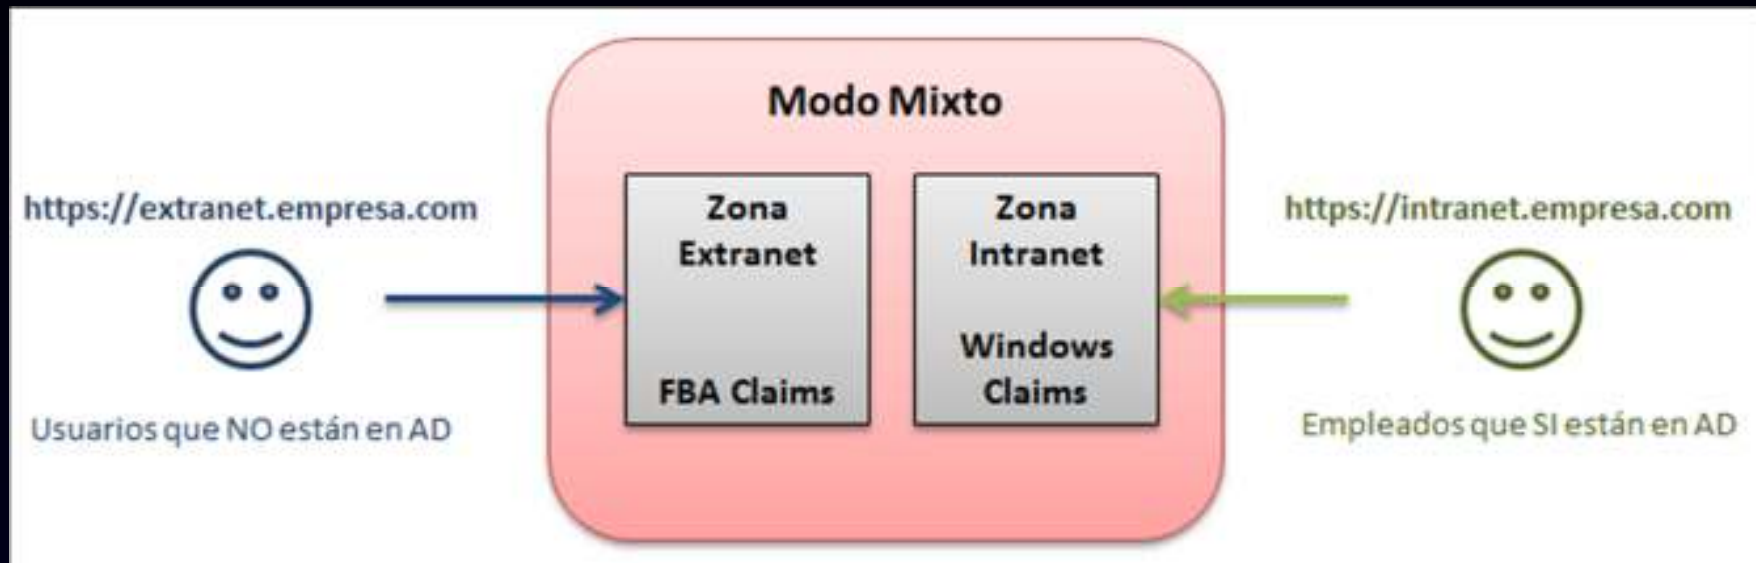 Modo Mixto
https://extranet.empresa.com
Usuarios que NO están en AD
Zona
Extranet
FBA Claims
Zona
Intranet
Windows
Claims
https://intranet.empresa.com
Empleados que SI están en AD